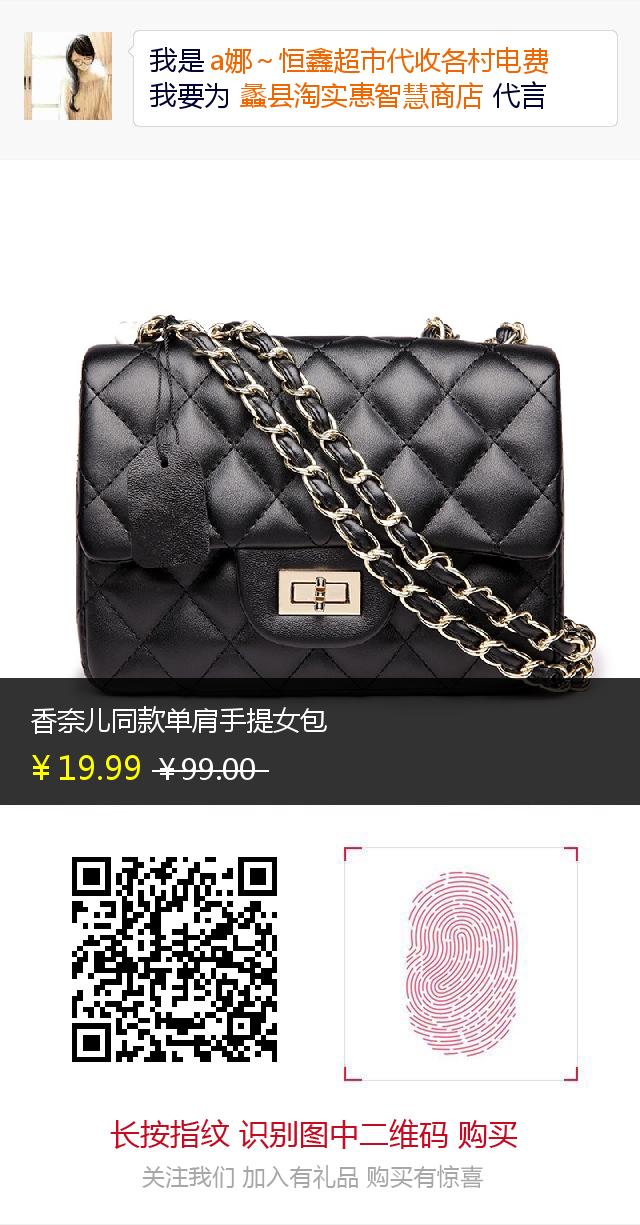 我是 a娜～恒鑫超市代收各村电费
我要为 蠡县淘实惠智慧商店 代言
香奈儿同款单肩手提女包
￥19.99 ￥99.00
长按指纹 识别图中二维码 购买
关注我们 加入有礼品 购买有惊喜